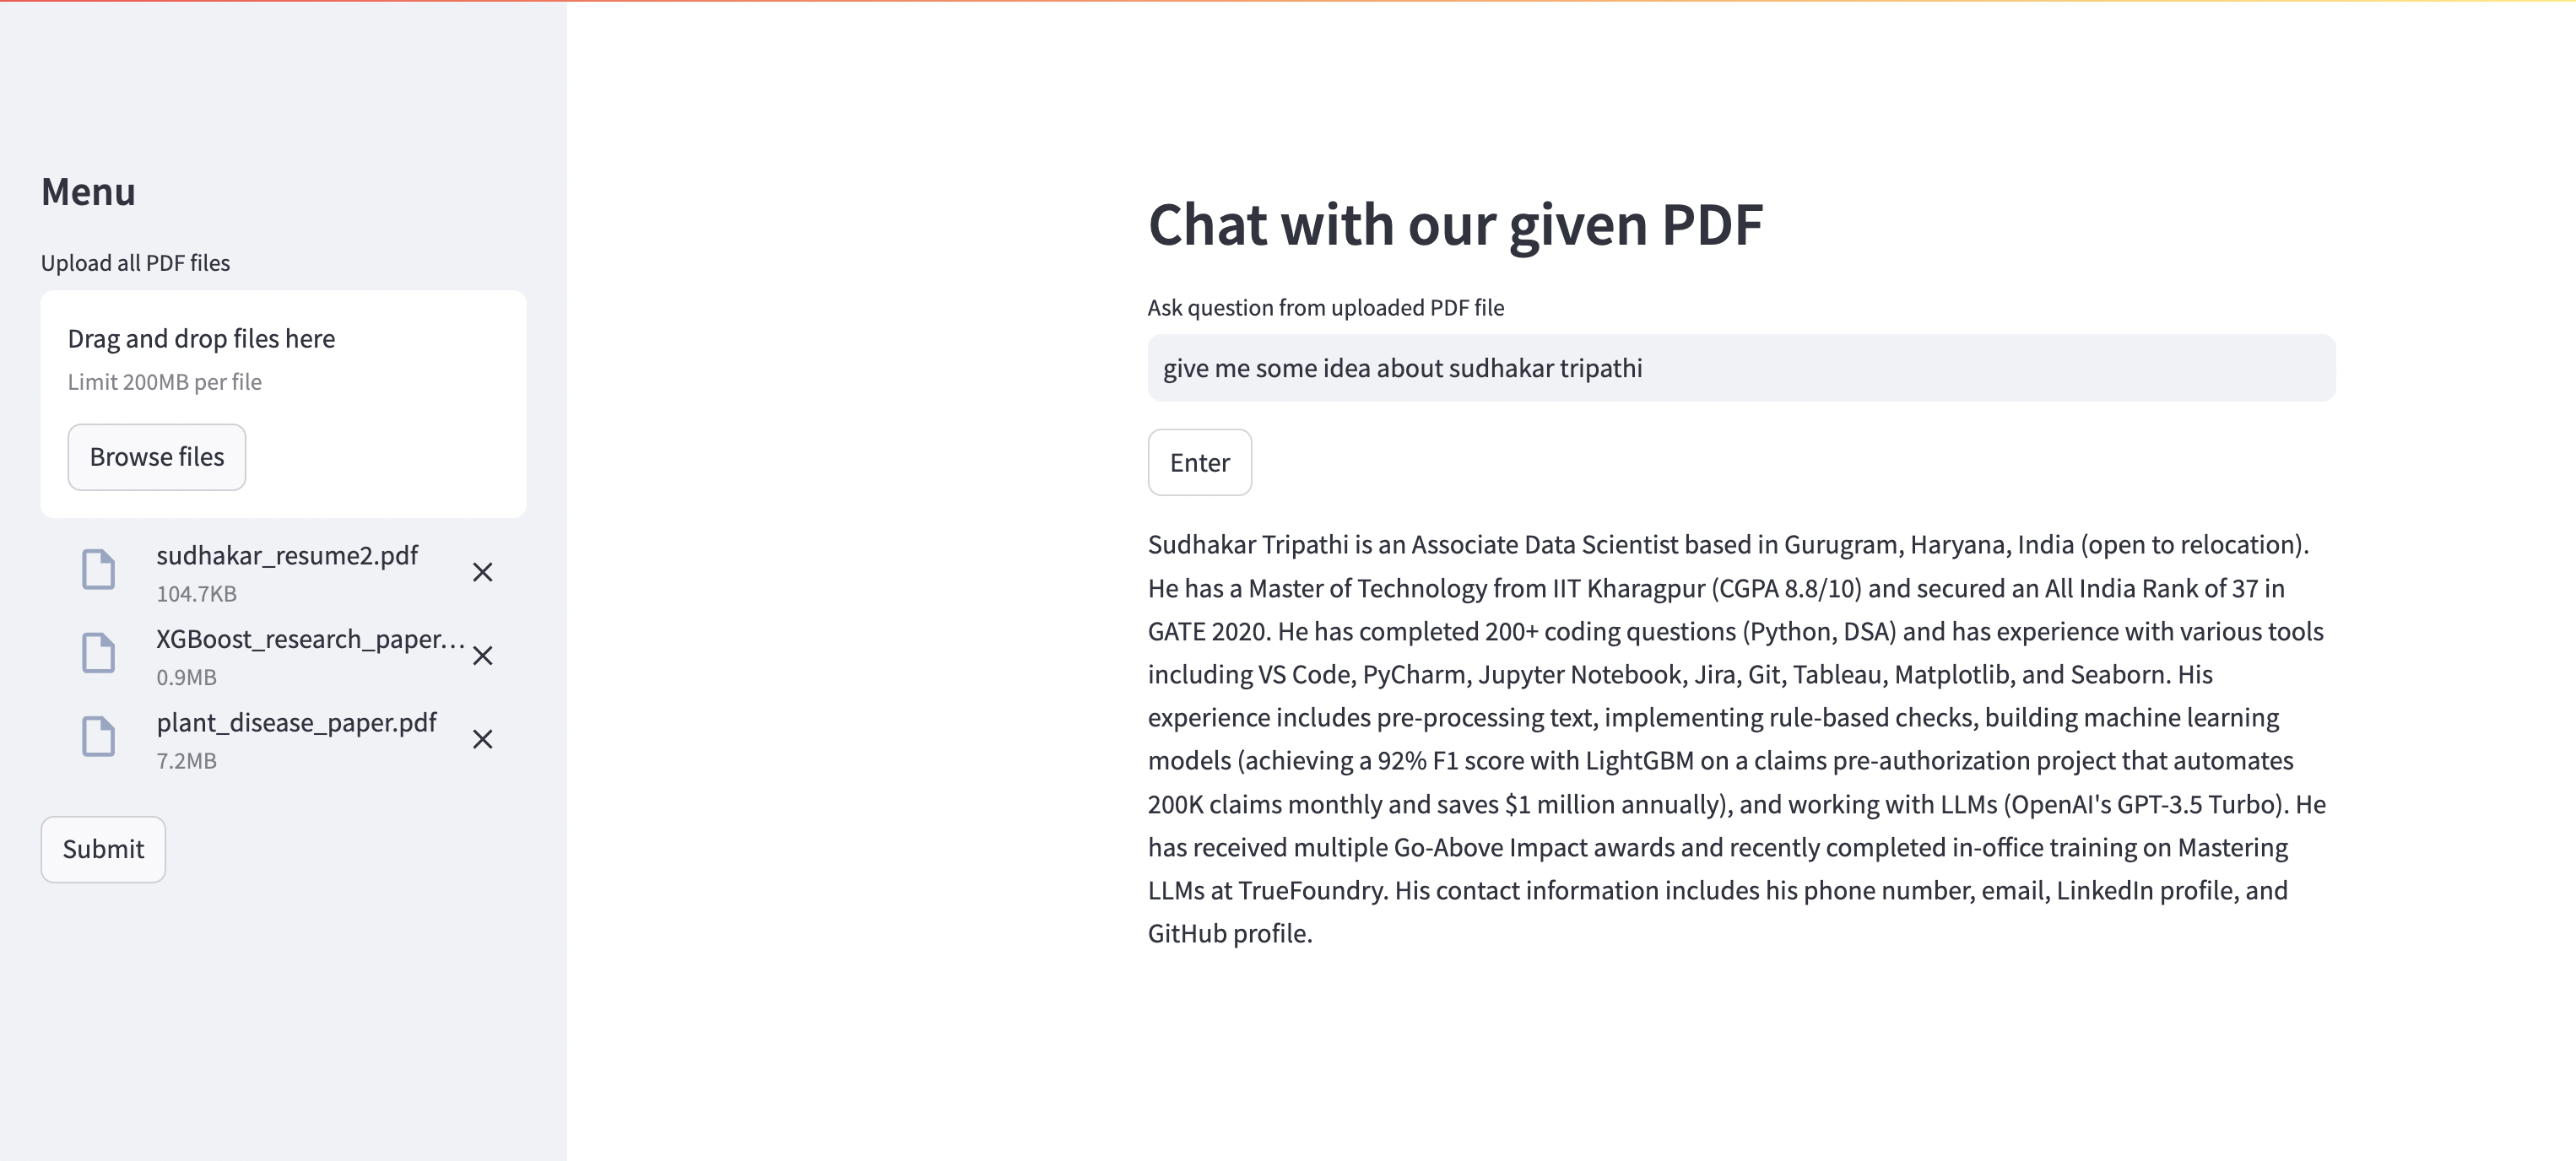 Menu
Upload all PDF files
Drag and drop files here
Limit 200MB per file
Browse files
sudhakar_resume2.pdf
104.7KB
XGBoost_research_paper...
0.9MB
plant_disease_paper.pdf
7.2MB
Submit
Chat with our given PDF
Ask question from uploaded PDF file
give me some idea about sudhakar tripathi
Enter
Sudhakar Tripathi is an Associate Data Scientist based in Gurugram, Haryana, India (open to relocation).
He has a Master of Technology from IIT Kharagpur (CGPA 8.8/10) and secured an All India Rank of 37 in
GATE 2020. He has completed 200+ coding questions (Python, DSA) and has experience with various tools
including VS Code, PyCharm, Jupyter Notebook, Jira, Git, Tableau, Matplotlib, and Seaborn. His
experience includes pre-processing text, implementing rule-based checks, building machine learning
models (achieving a 92% F1 score with LightGBM on a claims pre-authorization project that automates
200K claims monthly and saves $1 million annually), and working with LLMs (OpenAI's GPT-3.5 Turbo). He
has received multiple Go-Above Impact awards and recently completed in-office training on Mastering
LLMs at TrueFoundry. His contact information includes his phone number, email, LinkedIn profile, and
GitHub profile.